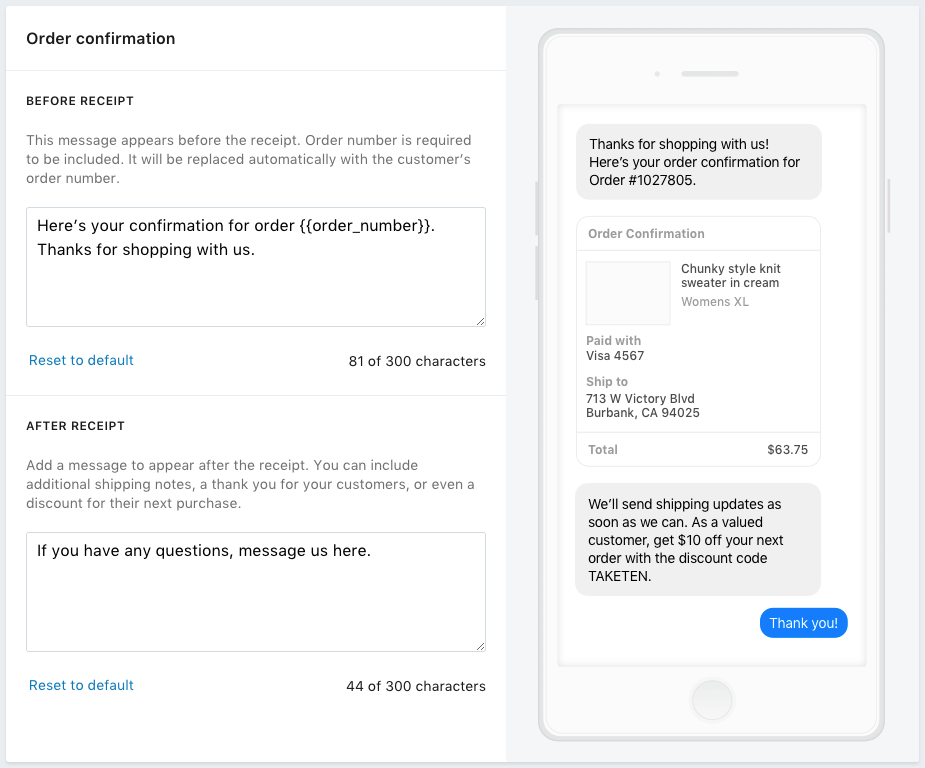 Order confirmation
BEFORE RECEIPT
This message appears before the receipt. Order number is required
to be included. It will be replaced automatically with the customer’s
order number.
Here’s your confirmation for order {{order_number}}.
Thanks for shopping with us.
Reset to default
81 of 300 characters
AFTER RECEIPT
Add a message to appear after the receipt. You can include
additional shipping notes, a thank you for your customers, or even a
discount for their next purchase.
If you have any questions, message us here.
Reset to default
44 of 300 characters
Thanks for shopping with us!
Here’s your order confirmation for
Order #1027805.
Order Confirmation
Chunky style knit
sweater in cream
Womens XL
Paid with
Visa 4567
Ship to
713 W Victory Blvd
Burbank, CA 94025
Total
$63.75
We’ll send shipping updates as
soon as we can. As a valued
customer, get $10 off your next
order with the discount code
TAKETEN.
Thank you!